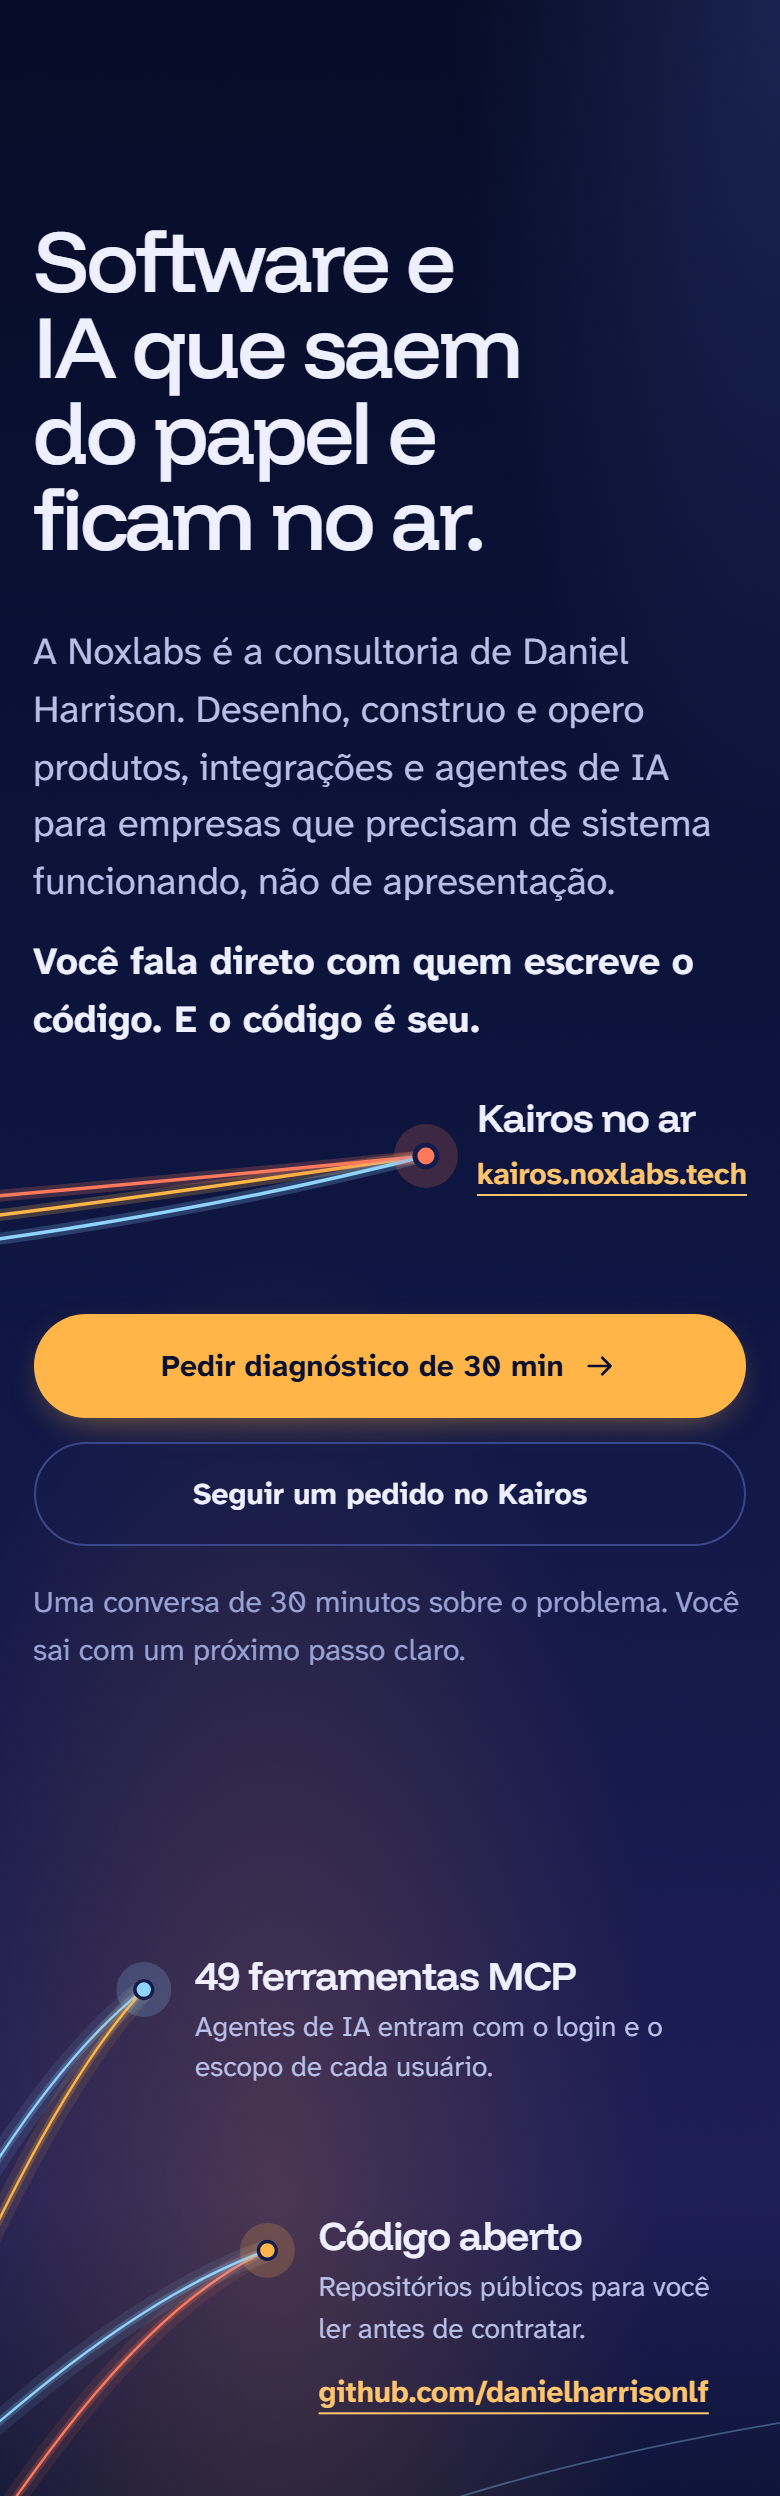 Software e
IA que saem
do papel e
ficam no ar.
A Noxlabs é a consultoria de Daniel
Harrison. Desenho, construo e opero
produtos, integrações e agentes de IA
para empresas que precisam de sistema
funcionando, não de apresentação.
Você fala direto com quem escreve o
código. E o código é seu.
Kairos no ar
kairos.noxlabs.tech
Pedir diagnóstico de 30 min →
Seguir um pedido no Kairos
Uma conversa de 30 minutos sobre o problema. Você
sai com um próximo passo claro.
49 ferramentas MCP
Agentes de IA entram com o login e o
escopo de cada usuário.
Código aberto
Repositórios públicos para você
ler antes de contratar.
github.com/danielharrisonlf